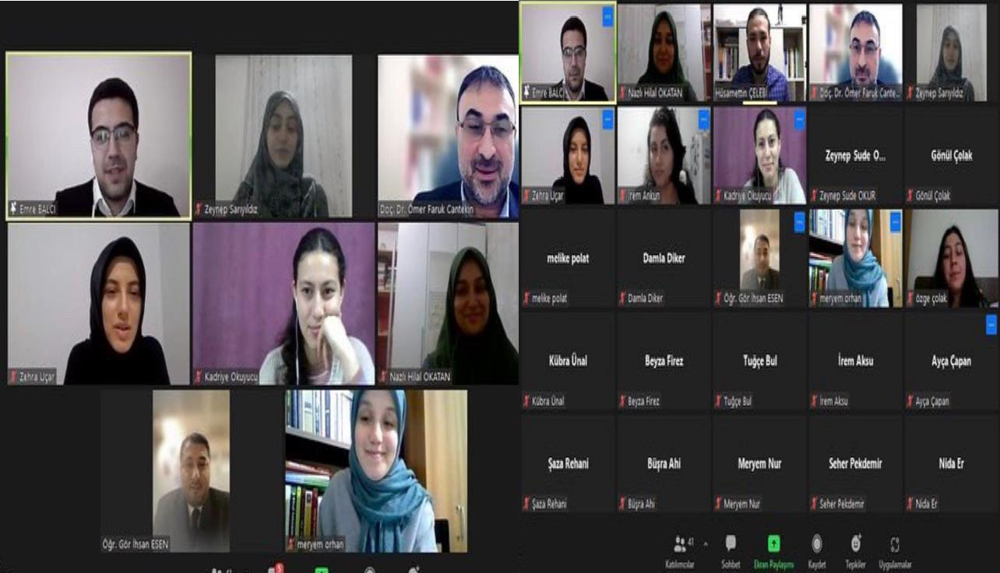 Emre BALCI
Zeynep Sarıyıldız
Doç. Dr. Ömer Faruk Cantekin
Zehra Uçar
Kadriye Okuyucu
Nazlı Hilal OKATAN
Öğr. Gör İhsan ESEN
meryem orhan
41
5
Emre BALCI
Nazlı Hilal OKATAN
Hüsamettin ÇELEBİ
Doç. Dr. Ömer Faruk Cante...
Zeynep Sarıyıldız
Zehra Uçar
İrem Ankun
Kadriye Okuyucu
Zeynep Sude O...
Zeynep Sude OKUR
Gönül Çolak
Gönül Çolak
melike polat
melike polat
Damla Diker
Damla Diker
Öğr. Gör İhsan ESEN
meryem orhan
özge çolak
Kübra Ünal
Kübra Ünal
Beyza Firez
Beyza Firez
Tuğçe Bul
Tuğçe Bul
İrem Aksu
İrem Aksu
Ayça Çapan
Ayça Çapan
Şaza Rehani
Şaza Rehani
Büşra Ahi
Büşra Ahi
Meryem Nur
Meryem Nur
Seher Pekdemir
Seher Pekdemir
Nida Er
Nida Er
41
Katılımcılar
Sohbet
Ekran Paylaşımı
Kaydet
Tepkiler
Uygulamalar